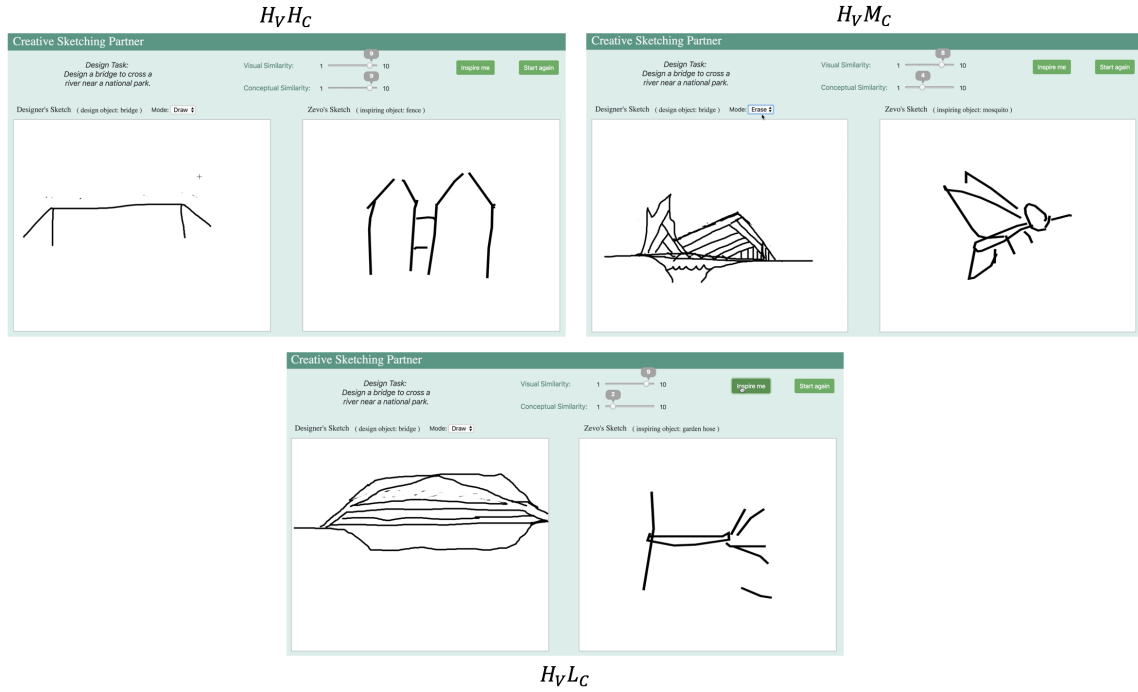 H_V H_C
Creative Sketching Partner
Design Task:
Design a bridge to cross a
river near a national park.
Visual Similarity: 1 9 10
Conceptual Similarity: 1 9 10
Inspire me
Start again
Designer's Sketch ( design object: bridge ) Mode: Draw
Zevo's Sketch ( inspiring object: fence )
H_V M_C
Creative Sketching Partner
Design Task:
Design a bridge to cross a
river near a national park.
Visual Similarity: 1 8 10
Conceptual Similarity: 1 4 10
Inspire me
Start again
Designer's Sketch ( design object: bridge ) Mode: Erase
Zevo's Sketch ( inspiring object: mosquito )
Creative Sketching Partner
Design Task:
Design a bridge to cross a
river near a national park.
Visual Similarity: 1 9 10
Conceptual Similarity: 1 2 10
Inspire me
Start again
Designer's Sketch ( design object: bridge ) Mode: Draw
Zevo's Sketch ( inspiring object: garden hose )
H_V L_C